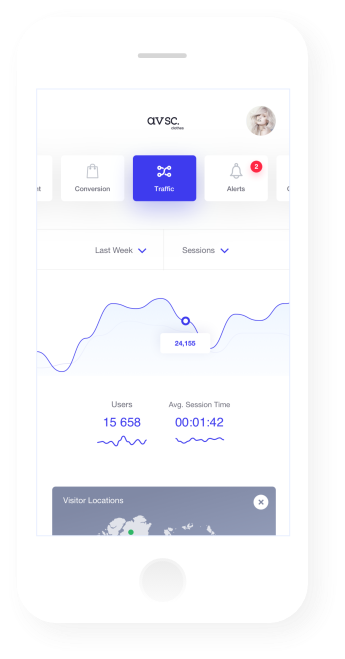 avsc.
clothes
Conversion
Traffic
Alerts
2
Last Week
Sessions
24,155
Users
Avg. Session Time
15 658
00:01:42
Visitor Locations